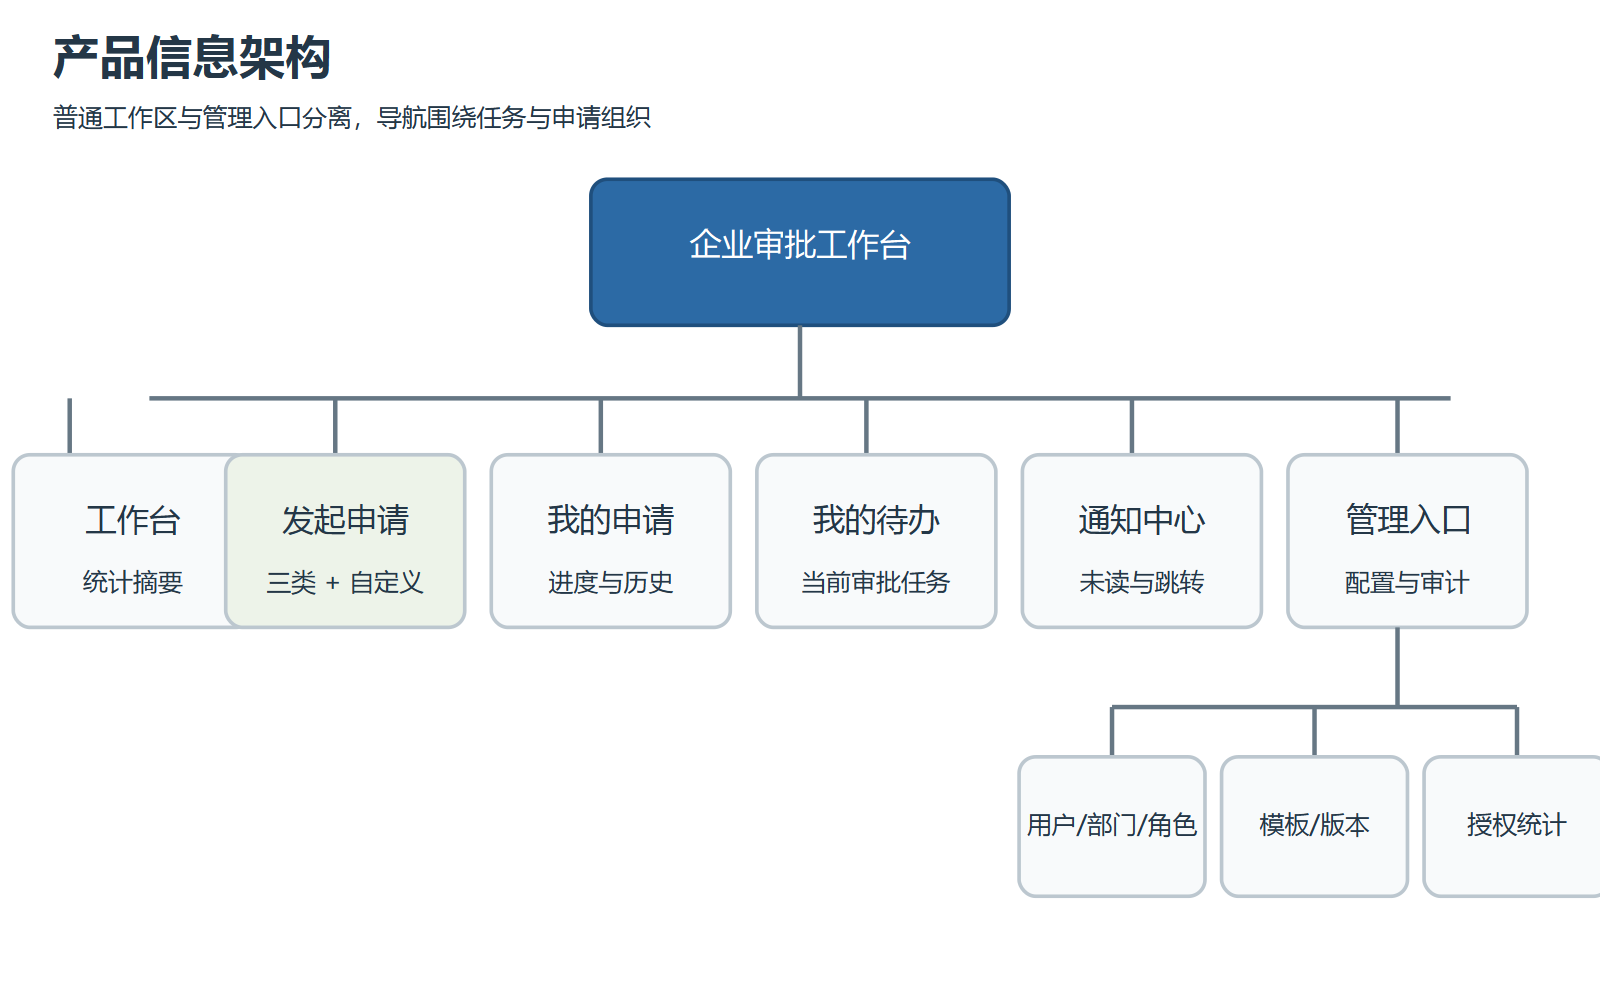 产品信息架构
普通工作区与管理入口分离，导航围绕任务与申请组织
企业审批工作台
工作台
统计摘要
发起申请
三类 + 自定义
我的申请
进度与历史
我的待办
当前审批任务
通知中心
未读与跳转
管理入口
配置与审计
用户/部门/角色
模板/版本
授权统计